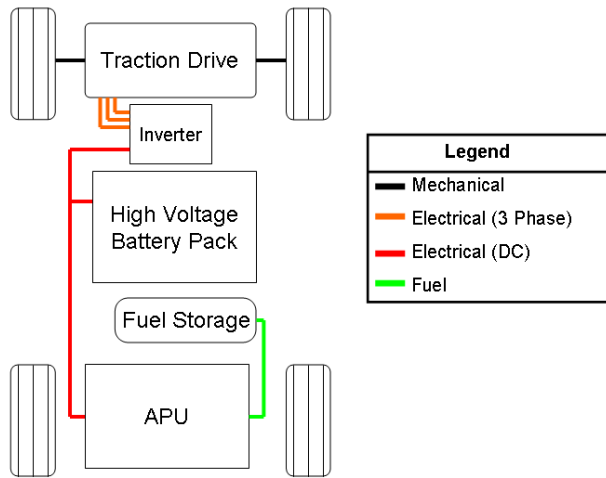 Traction Drive
Inverter
High Voltage
Battery Pack
Fuel Storage
APU
Legend
Mechanical
Electrical (3 Phase)
Electrical (DC)
Fuel